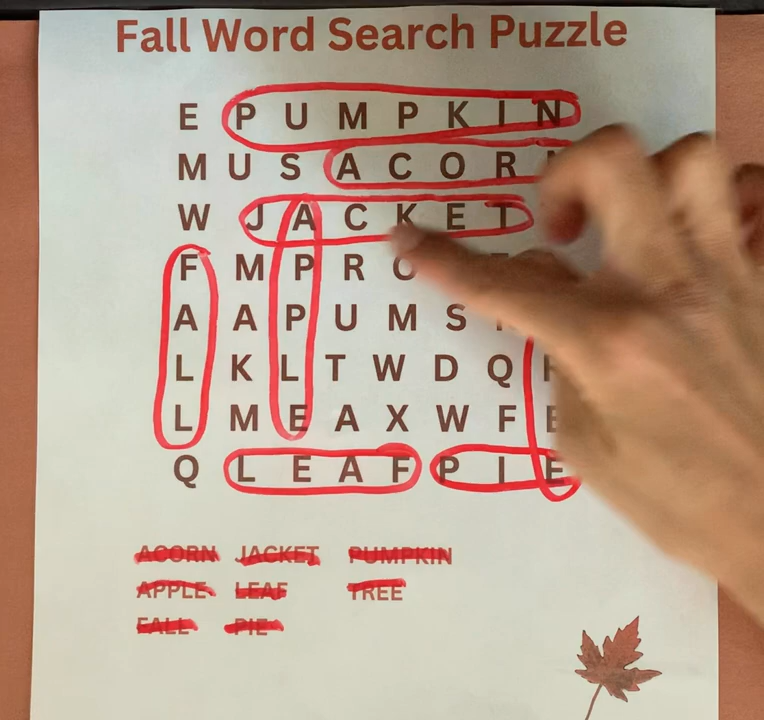 Fall Word Search Puzzle
E P U M P K I N
M U S A C O R
W J A C K E T
F M P R
A A P U M S
L K L T W D Q
L M E A X W F E
Q L E A F P I E
ACORN JACKET PUMPKIN
APPLE LEAF TREE
FALL PIE